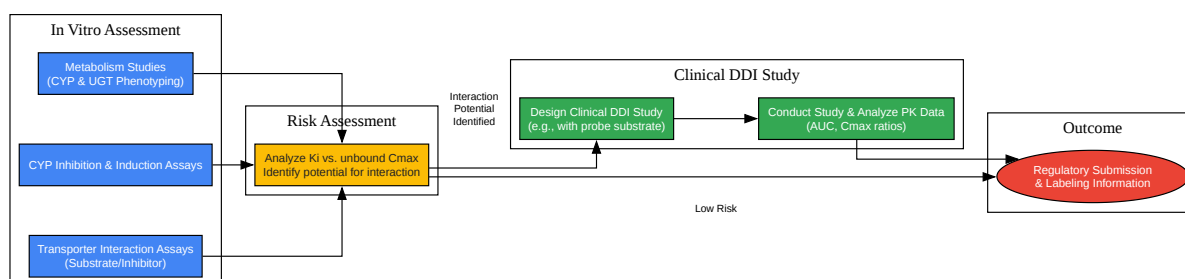 In Vitro Assessment
Metabolism Studies
(CYP & UGT Phenotyping)
CYP Inhibition & Induction Assays
Transporter Interaction Assays
(Substrate/Inhibitor)
Risk Assessment
Analyze Ki vs. unbound Cmax
Identify potential for interaction
Interaction
Potential
Identified
Clinical DDI Study
Design Clinical DDI Study
(e.g., with probe substrate)
Conduct Study & Analyze PK Data
(AUC, Cmax ratios)
Low Risk
Outcome
Regulatory Submission
& Labeling Information